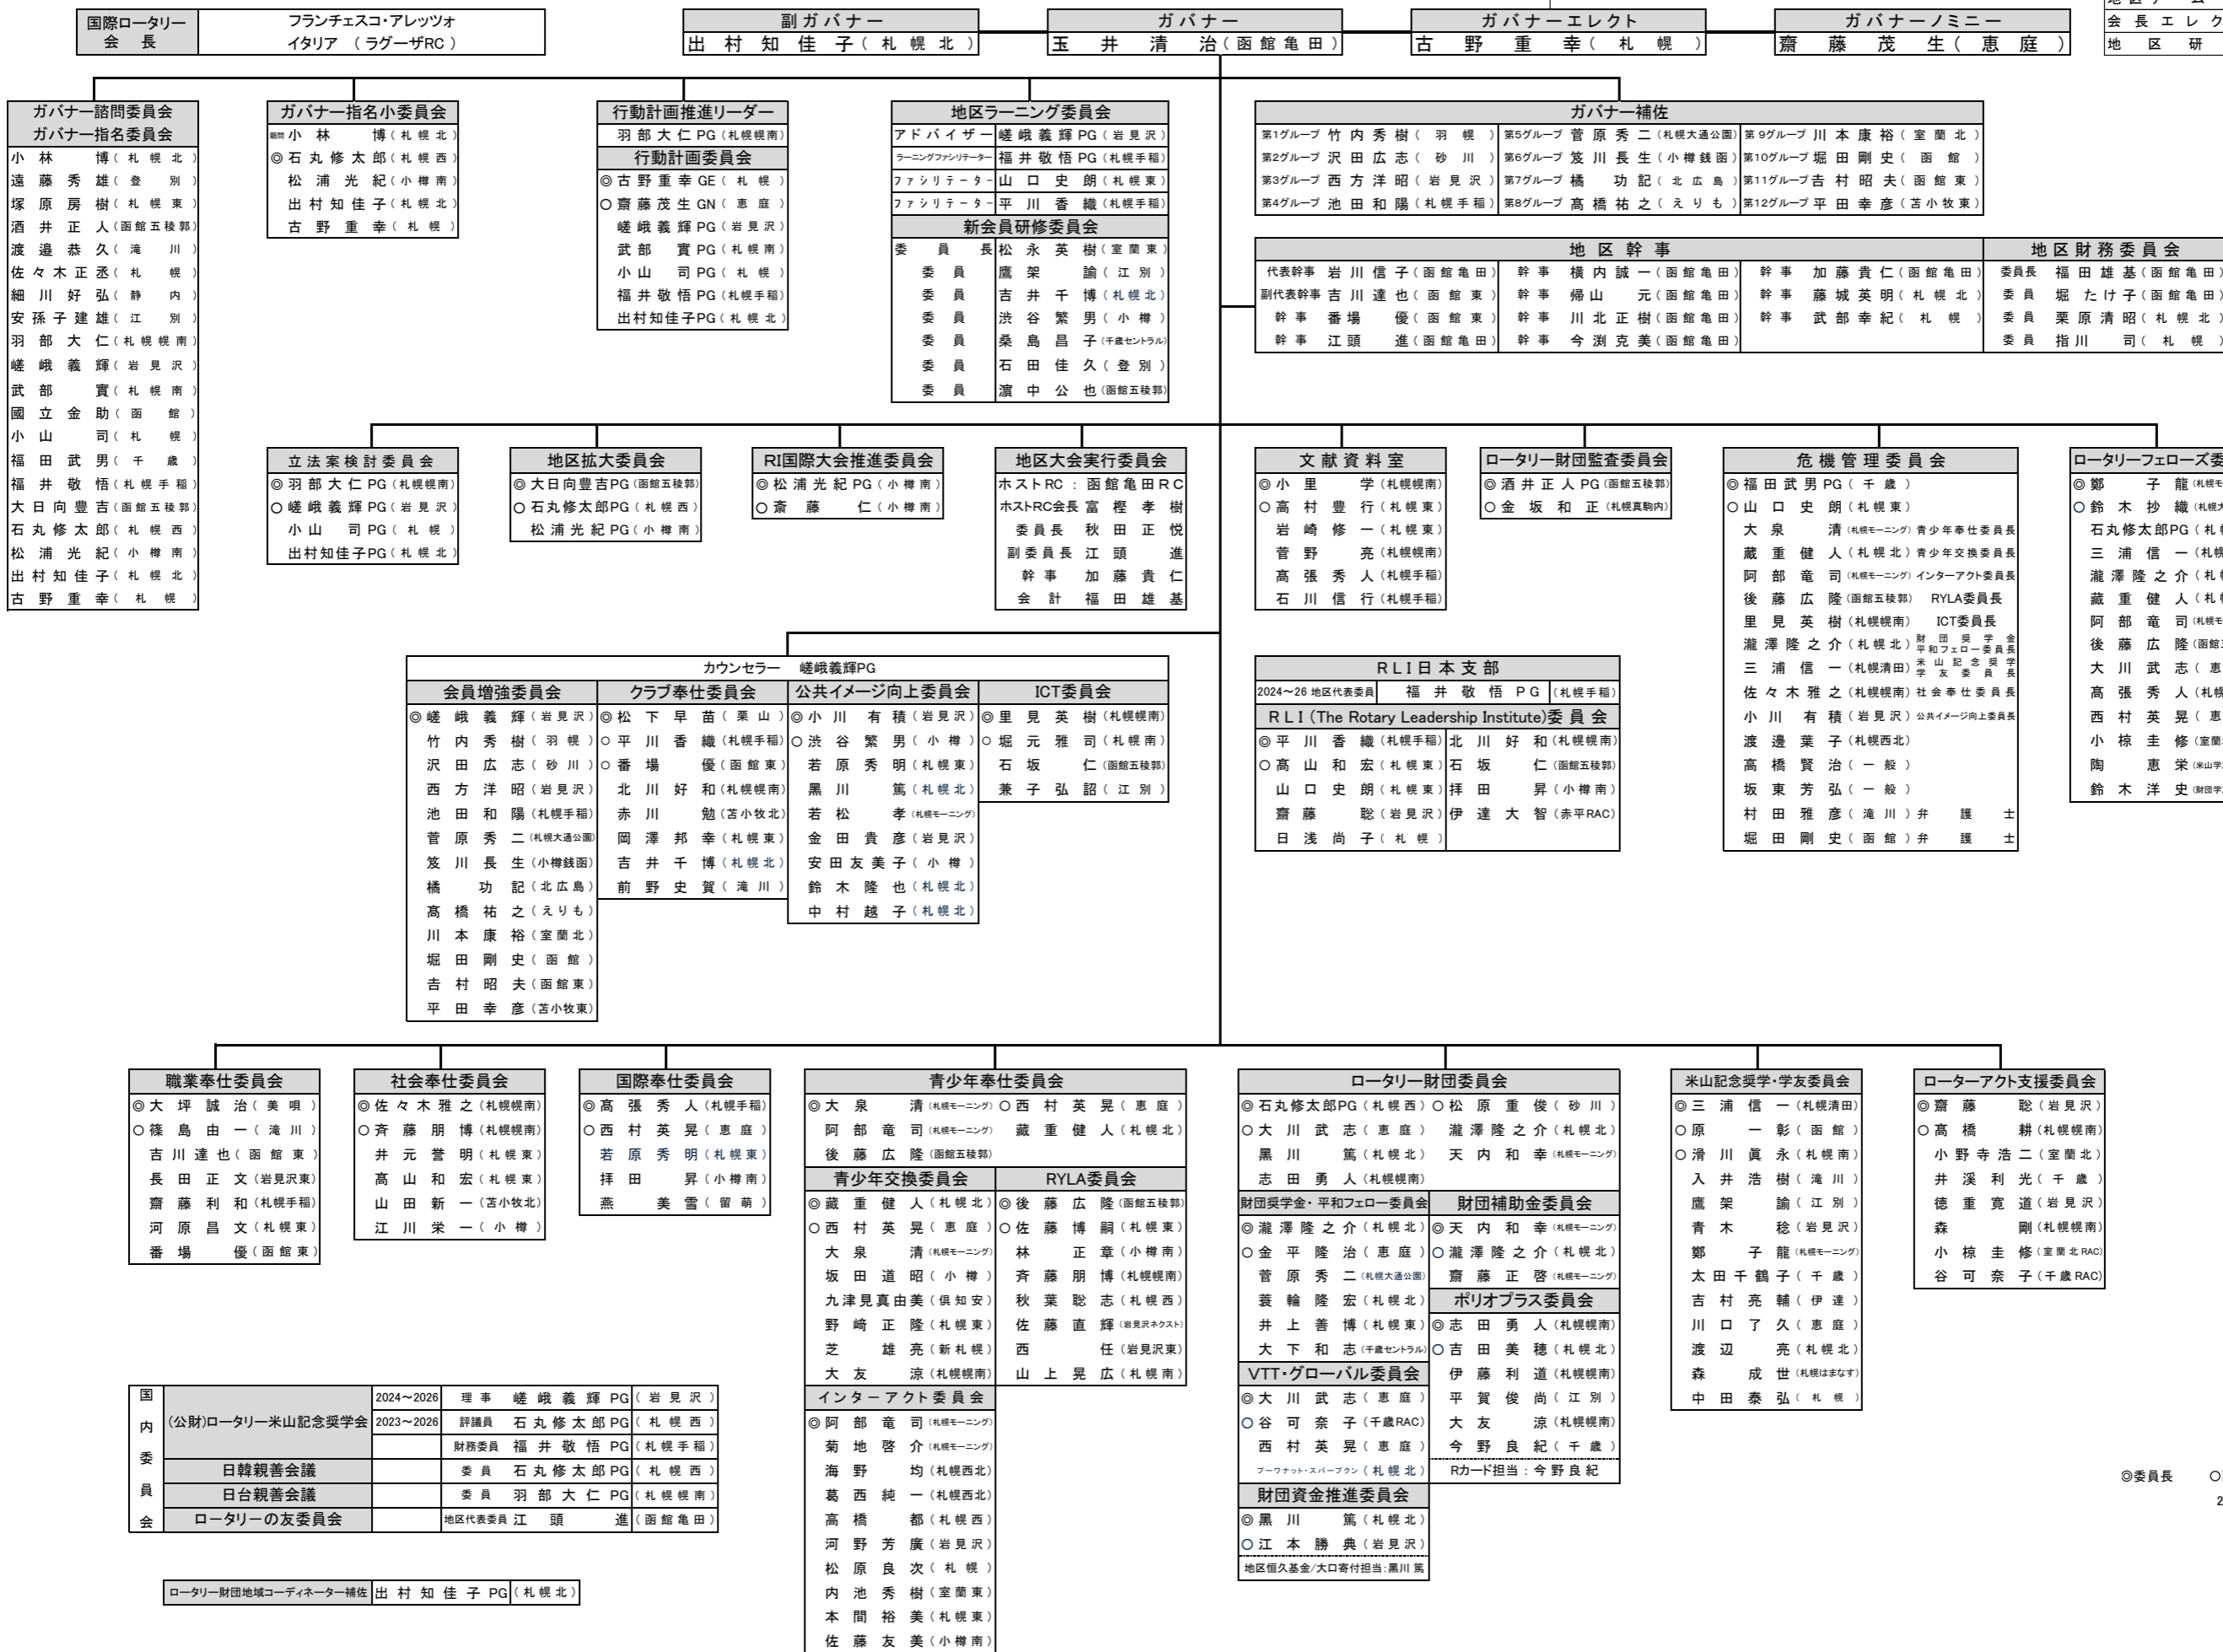 国際ロータリー会長
フランチェスコ・アレッツォ
イタリア （ ラグーザRC ）
副ガバナー
出村知佳子（札幌北）
ガバナー
玉井清治（函館亀田）
ガバナーエレクト
古野重幸（札幌）
ガバナーノミニー
齋藤茂生（恵庭）
会長エレク
地区研
ガバナー諮問委員会
ガバナー指名委員会
小林博（札幌北）
遠藤秀雄（登別）
塚原房樹（札幌東）
酒井正人（函館五稜郭）
渡邉恭久（滝川）
佐々木正丞（札幌）
細川好弘（静内）
安孫子建雄（江別）
羽部大仁（札幌幌南）
嵯峨義輝（岩見沢）
武部實（札幌南）
國立金助（函館）
小山司（札幌）
福田武男（千歳）
福井敬悟（札幌手稲）
大日向豊吉（函館五稜郭）
石丸修太郎（札幌西）
松浦光紀（小樽南）
出村知佳子（札幌北）
古野重幸（札幌）
ガバナー指名小委員会
顧問 小林博（札幌北）
◎石丸修太郎（札幌西）
松浦光紀（小樽南）
出村知佳子（札幌北）
古野重幸（札幌）
行動計画推進リーダー
羽部大仁PG（札幌幌南）
行動計画委員会
◎古野重幸GE（札幌）
○齋藤茂生GN（恵庭）
嵯峨義輝PG（岩見沢）
武部實PG（札幌南）
小山司PG（札幌）
福井敬悟PG（札幌手稲）
出村知佳子PG（札幌北）
地区ラーニング委員会
アドバイザー 嵯峨義輝PG（岩見沢）
ラーニングファシリテーター 福井敬悟PG（札幌手稲）
ファシリテーター 山口史朗（札幌東）
ファシリテーター 平川香織（札幌手稲）
新会員研修委員会
委員長 松永英樹（室蘭東）
委員 鷹架諭（江別）
委員 吉井千博（札幌北）
委員 渋谷繁男（小樽）
委員 桑島昌子（千歳セントラル）
委員 石田佳久（登別）
委員 濵中公也（函館五稜郭）
ガバナー補佐
第1グループ 竹内秀樹（羽幌） 第5グループ 菅原秀二（札幌大通公園） 第9グループ 川本康裕（室蘭北）
第2グループ 沢田広志（砂川） 第6グループ 笈川長生（小樽銭函） 第10グループ 堀田剛史（函館）
第3グループ 西方洋昭（岩見沢） 第7グループ 橘功記（北広島） 第11グループ 吉村昭夫（函館東）
第4グループ 池田和陽（札幌手稲） 第8グループ 髙橋祐之（えりも） 第12グループ 平田幸彦（苫小牧東）
地区幹事
代表幹事 岩川信子（函館亀田） 幹事 横内誠一（函館亀田） 幹事 加藤貴仁（函館亀田）
副代表幹事 吉川達也（函館東） 幹事 帰山元（函館亀田） 幹事 藤城英明（札幌北）
幹事 番場優（函館東） 幹事 川北正樹（函館亀田） 幹事 武部幸紀（札幌）
幹事 江頭進（函館亀田） 幹事 今渕克美（函館亀田）
地区財務委員会
委員長 福田雄基（函館亀田）
委員 堀たけ子（函館亀田）
委員 栗原清昭（札幌北）
委員 指川司（札幌）
立法案検討委員会
◎羽部大仁PG（札幌幌南）
○嵯峨義輝PG（岩見沢）
小山司PG（札幌）
出村知佳子PG（札幌北）
地区拡大委員会
◎大日向豊吉PG（函館五稜郭）
○石丸修太郎PG（札幌西）
松浦光紀PG（小樽南）
RI国際大会推進委員会
◎松浦光紀PG（小樽南）
○斎藤仁（小樽南）
地区大会実行委員会
ホストRC：函館亀田RC
ホストRC会長 富樫孝樹
委員長 秋田正悦
副委員長 江頭進
幹事 加藤貴仁
会計 福田雄基
文献資料室
◎小里学（札幌幌南）
○高村豊行（札幌東）
岩崎修一（札幌東）
菅野亮（札幌幌南）
髙張秀人（札幌手稲）
石川信行（札幌手稲）
ロータリー財団監査委員会
◎酒井正人PG（函館五稜郭）
○金坂和正（札幌真駒内）
危機管理委員会
◎福田武男PG（千歳）
○山口史朗（札幌東）
大泉清（札幌モーニング）青少年奉仕委員長
蔵重健人（札幌北）青少年交換委員長
阿部竜司（札幌モーニング）インターアクト委員長
後藤広隆（函館五稜郭）RYLA委員長
里見英樹（札幌幌南）ICT委員長
瀧澤隆之介（札幌北）財団奨学金平和フェロー委員長
三浦信一（札幌清田）米山記念奨学学友委員長
佐々木雅之（札幌幌南）社会奉仕委員長
小川有積（岩見沢）公共イメージ向上委員長
渡邊葉子（札幌西北）
高橋賢治（一般）
坂東芳弘（一般）
村田雅彦（滝川）弁護士
堀田剛史（函館）弁護士
ロータリーフェローズ委
◎鄭子龍（札幌モ
○鈴木抄織（札幌大
石丸修太郎PG（札幌
三浦信一（札幌
瀧澤隆之介（札幌
藏重健人（札幌
阿部竜司（札幌モ
後藤広隆（函館五
大川武志（恵
髙張秀人（札幌
西村英晃（恵
小椋圭修（室蘭
陶恵栄（米山学
鈴木洋史（財団学
カウンセラー 嵯峨義輝PG
会員増強委員会
◎嵯峨義輝（岩見沢）
竹内秀樹（羽幌）
沢田広志（砂川）
西方洋昭（岩見沢）
池田和陽（札幌手稲）
菅原秀二（札幌大通公園）
笈川長生（小樽銭函）
橘功記（北広島）
髙橋祐之（えりも）
川本康裕（室蘭北）
堀田剛史（函館）
吉村昭夫（函館東）
平田幸彦（苫小牧東）
クラブ奉仕委員会
◎松下早苗（栗山）
○平川香織（札幌手稲）
○番場優（函館東）
北川好和（札幌幌南）
赤川勉（苫小牧北）
岡澤邦幸（札幌東）
吉井千博（札幌北）
前野史賀（滝川）
公共イメージ向上委員会
◎小川有積（岩見沢）
○渋谷繁男（小樽）
若原秀明（札幌東）
黒川篤（札幌北）
若松孝（札幌モーニング）
金田貴彦（岩見沢）
安田友美子（小樽）
鈴木隆也（札幌北）
中村越子（札幌北）
ICT委員会
◎里見英樹（札幌幌南）
○堀元雅司（札幌南）
石坂仁（函館五稜郭）
兼子弘詔（江別）
RLI日本支部
2024～26 地区代表委員 福井敬悟PG（札幌手稲）
RLI（The Rotary Leadership Institute)委員会
◎平川香織（札幌手稲） 北川好和（札幌幌南）
○髙山和宏（札幌東） 石坂仁（函館五稜郭）
山口史朗（札幌東） 拝田昇（小樽南）
齋藤聡（岩見沢） 伊達大智（赤平RAC）
日浅尚子（札幌）
職業奉仕委員会
◎大坪誠治（美唄）
○篠島由一（滝川）
吉川達也（函館東）
長田正文（岩見沢東）
齋藤利和（札幌手稲）
河原昌文（札幌東）
番場優（函館東）
社会奉仕委員会
◎佐々木雅之（札幌幌南）
○斉藤朋博（札幌幌南）
井元誉明（札幌東）
髙山和宏（札幌東）
山田新一（苫小牧北）
江川栄一（小樽）
国際奉仕委員会
◎髙張秀人（札幌手稲）
○西村英晃（恵庭）
若原秀明（札幌東）
拝田昇（小樽南）
燕美雪（留萌）
青少年奉仕委員会
◎大泉清（札幌モーニング） ○西村英晃（恵庭）
阿部竜司（札幌モーニング） 藏重健人（札幌北）
後藤広隆（函館五稜郭）
青少年交換委員会
◎藏重健人（札幌北）
○西村英晃（恵庭）
大泉清（札幌モーニング）
坂田道昭（小樽）
九津見真由美（倶知安）
野﨑正隆（札幌東）
芝雄亮（新札幌）
大友涼（札幌幌南）
RYLA委員会
◎後藤広隆（函館五稜郭）
○佐藤博嗣（札幌東）
林正章（小樽南）
斉藤朋博（札幌幌南）
秋葉聡志（札幌西）
佐藤直輝（岩見沢ネクスト）
西任（岩見沢東）
山上晃広（札幌南）
インターアクト委員会
◎阿部竜司（札幌モーニング）
菊地啓介（札幌モーニング）
海野均（札幌西北）
葛西純一（札幌西北）
高橋都（札幌西）
河野芳廣（岩見沢）
松原良次（札幌）
内池秀樹（室蘭東）
本間裕美（札幌東）
佐藤友美（小樽南）
ロータリー財団委員会
◎石丸修太郎PG（札幌西） ○松原重俊（砂川）
○大川武志（恵庭） 瀧澤隆之介（札幌北）
黒川篤（札幌北） 天内和幸（札幌モーニング）
志田勇人（札幌幌南）
財団奨学金・平和フェロー委員会
◎瀧澤隆之介（札幌北）
○金平隆治（恵庭）
菅原秀二（札幌大通公園）
蓑輪隆宏（札幌北）
井上善博（札幌東）
大下和志（千歳セントラル）
VTT・グローバル委員会
◎大川武志（恵庭）
○谷可奈子（千歳RAC）
西村英晃（恵庭）
プーワナット・スパープクン（札幌北）
財団資金推進委員会
◎黒川篤（札幌北）
○江本勝典（岩見沢）
地区恒久基金/大口寄付担当：黒川篤
財団補助金委員会
◎天内和幸（札幌モーニング）
○瀧澤隆之介（札幌北）
齋藤正啓（札幌モーニング）
ポリオプラス委員会
◎志田勇人（札幌幌南）
○吉田美穂（札幌北）
伊藤利道（札幌幌南）
平賀俊尚（江別）
大友涼（札幌幌南）
今野良紀（千歳）
Rカード担当：今野良紀
米山記念奨学・学友委員会
◎三浦信一（札幌清田）
○原一彰（函館）
○滑川眞永（札幌南）
入井浩樹（滝川）
鷹架諭（江別）
青木稔（岩見沢）
鄭子龍（札幌モーニング）
太田千鶴子（千歳）
吉村亮輔（伊達）
川口了久（恵庭）
渡辺亮（札幌北）
森成世（札幌はまなす）
中田泰弘（札幌）
ローターアクト支援委員会
◎齋藤聡（岩見沢）
○髙橋耕（札幌幌南）
小野寺浩二（室蘭北）
井溪利光（千歳）
徳重寛道（岩見沢）
森剛（札幌幌南）
小椋圭修（室蘭北RAC）
谷可奈子（千歳RAC）
国内委員会
（公財）ロータリー米山記念奨学会 2024～2026 理事 嵯峨義輝PG（岩見沢）
2023～2026 評議員 石丸修太郎PG（札幌西）
財務委員 福井敬悟PG（札幌手稲）
日韓親善会議 委員 石丸修太郎PG（札幌西）
日台親善会議 委員 羽部大仁PG（札幌幌南）
ロータリーの友委員会 地区代表委員 江頭進（函館亀田）
ロータリー財団地域コーディネーター補佐 出村知佳子PG（札幌北）
◎委員長 ○
2